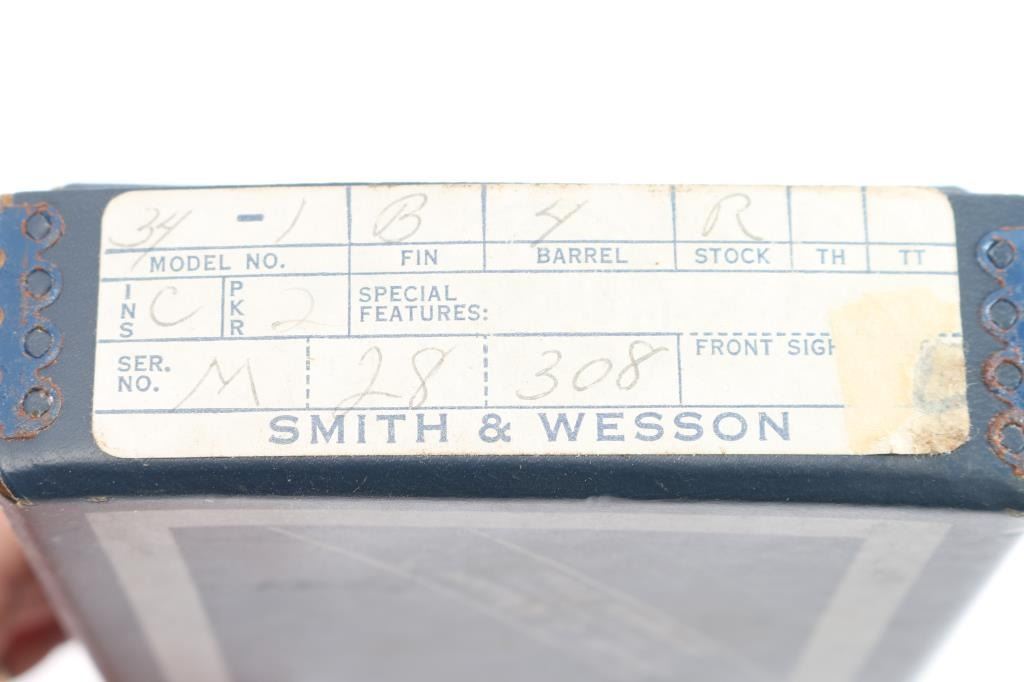 34 - 1 B 4 R
MODEL NO. FIN BARREL STOCK TH TT
INS C PKR 2 SPECIAL
FEATURES:
SER.
NO. M 28 308 FRONT SIGH
SMITH & WESSON